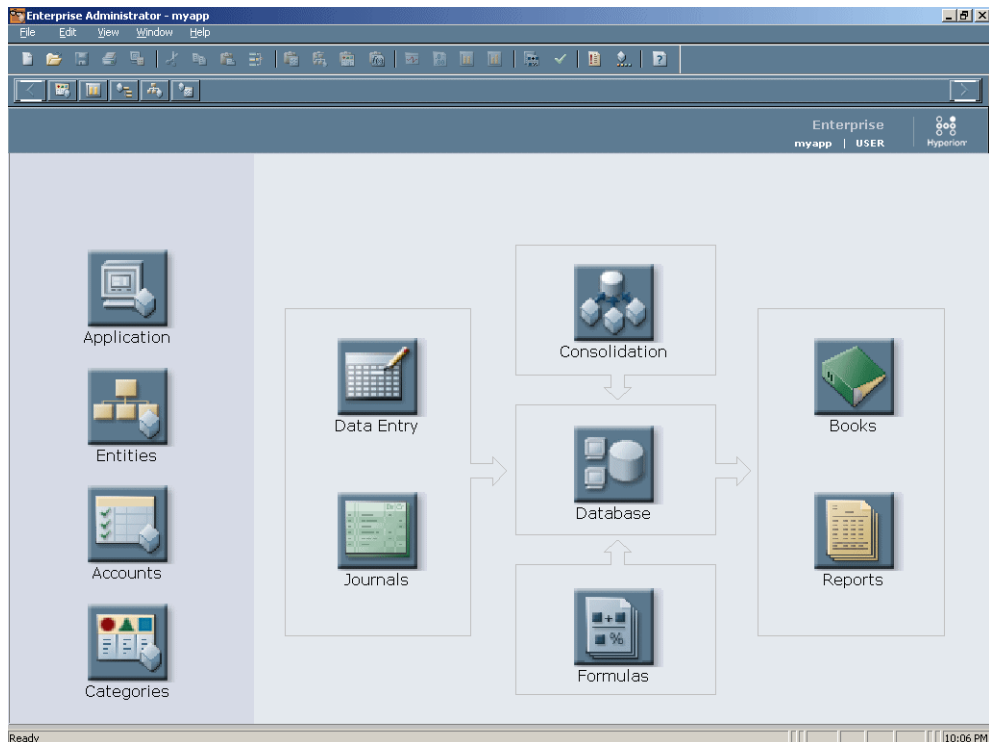 Enterprise Administrator - myapp
File Edit View Window Help
Enterprise
myapp | USER
Hyperion
Application
Entities
Accounts
Categories
Data Entry
Journals
Consolidation
Database
Formulas
Books
Reports
Ready
10:06 PM